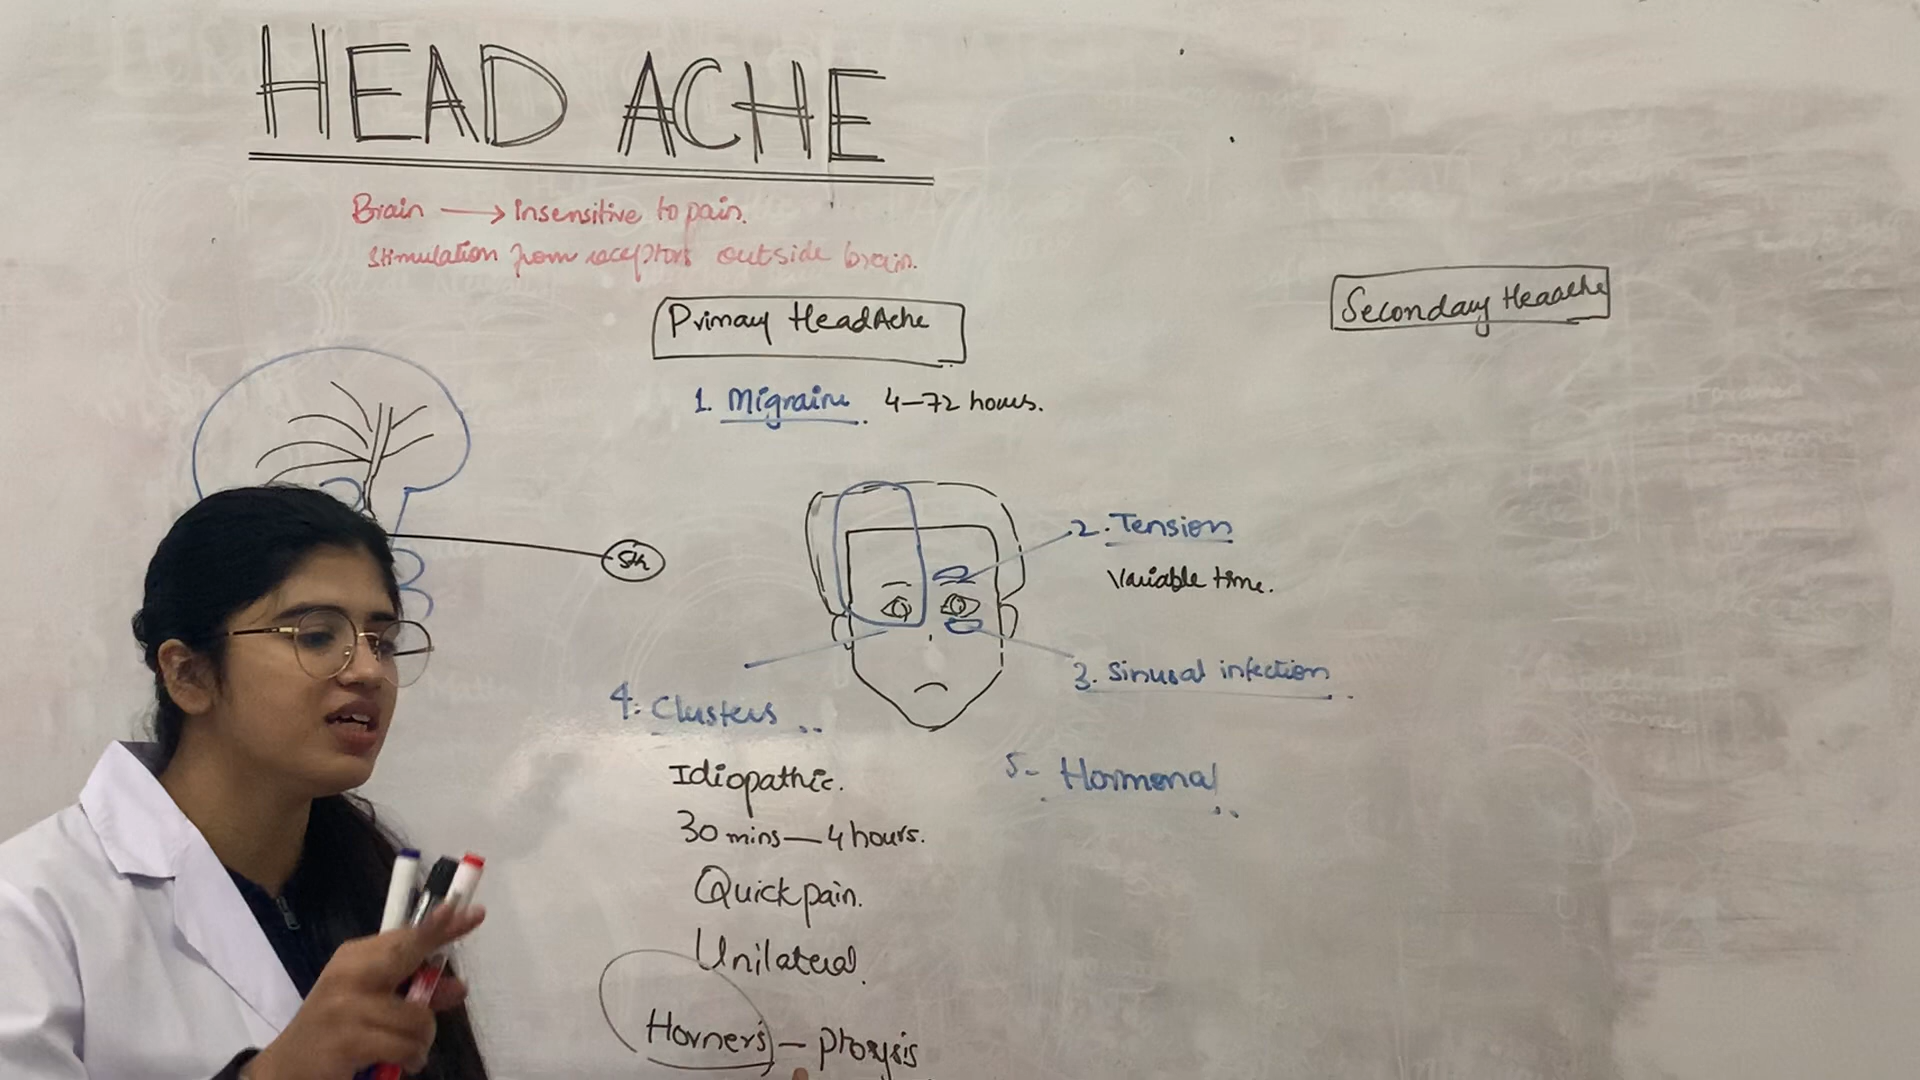 HEAD ACHE
Brain → Insensitive to pain.
Stimulation from receptors outside brain.
Primary HeadAche
Secondary Headache
1. Migraine 4-72 hours.
5th
2. Tension
Variable time.
3. Sinusal infection
4. Clusters
Idiopathic.
30 mins - 4 hours.
Quick pain.
Unilateral.
Horner's -
5- Hormonal